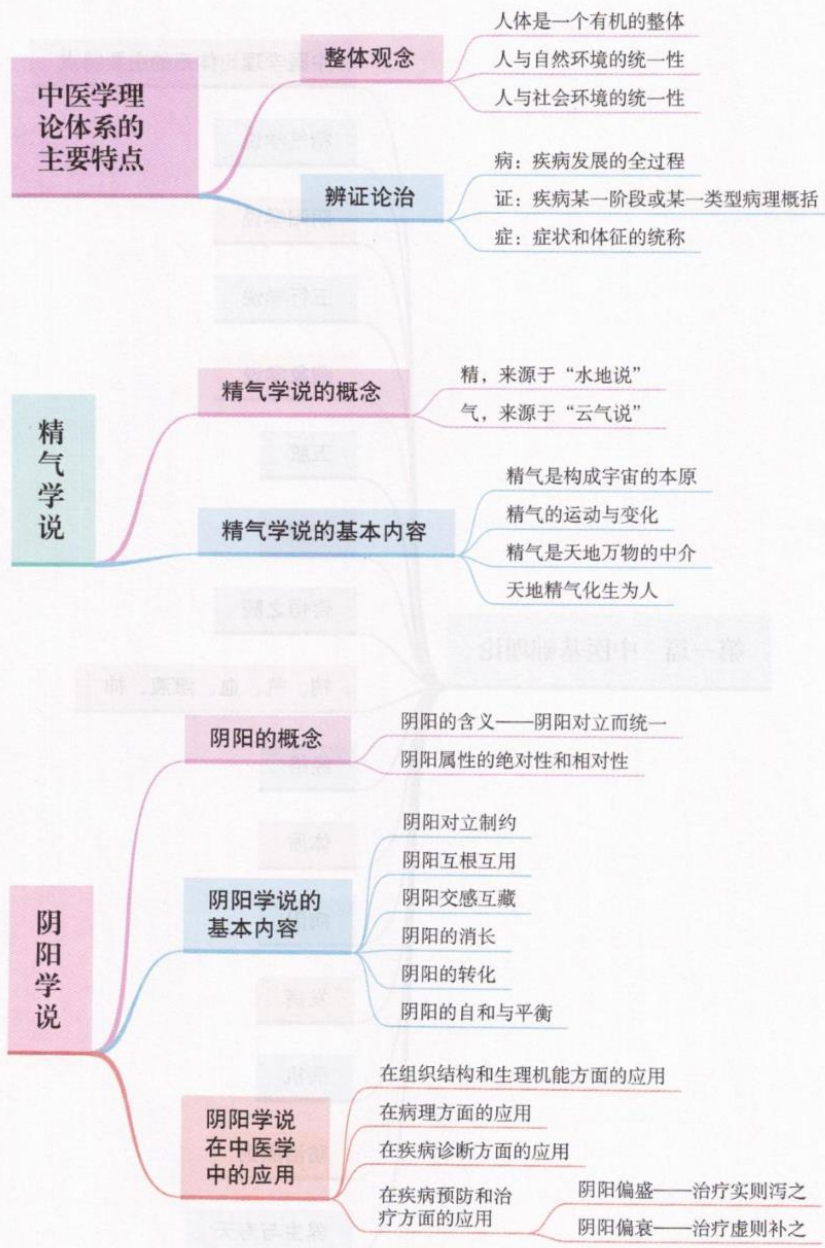 中医学理
论体系的
主要特点
整体观念
人体是一个有机的整体
人与自然环境的统一性
人与社会环境的统一性
辨证论治
病：疾病发展的全过程
证：疾病某一阶段或某一类型病理概括
症：症状和体征的统称
精气学说
精气学说的概念
精，来源于“水地说”
气，来源于“云气说”
精气学说的基本内容
精气是构成宇宙的本原
精气的运动与变化
精气是天地万物的中介
天地精气化生为人
阴阳学说
阴阳的概念
阴阳的含义——阴阳对立而统一
阴阳属性的绝对性和相对性
阴阳学说的
基本内容
阴阳对立制约
阴阳互根互用
阴阳交感互藏
阴阳的消长
阴阳的转化
阴阳的自和与平衡
阴阳学说
在中医学
中的应用
在组织结构和生理机能方面的应用
在病理方面的应用
在疾病诊断方面的应用
在疾病预防和治
疗方面的应用
阴阳偏盛——治疗实则泻之
阴阳偏衰——治疗虚则补之